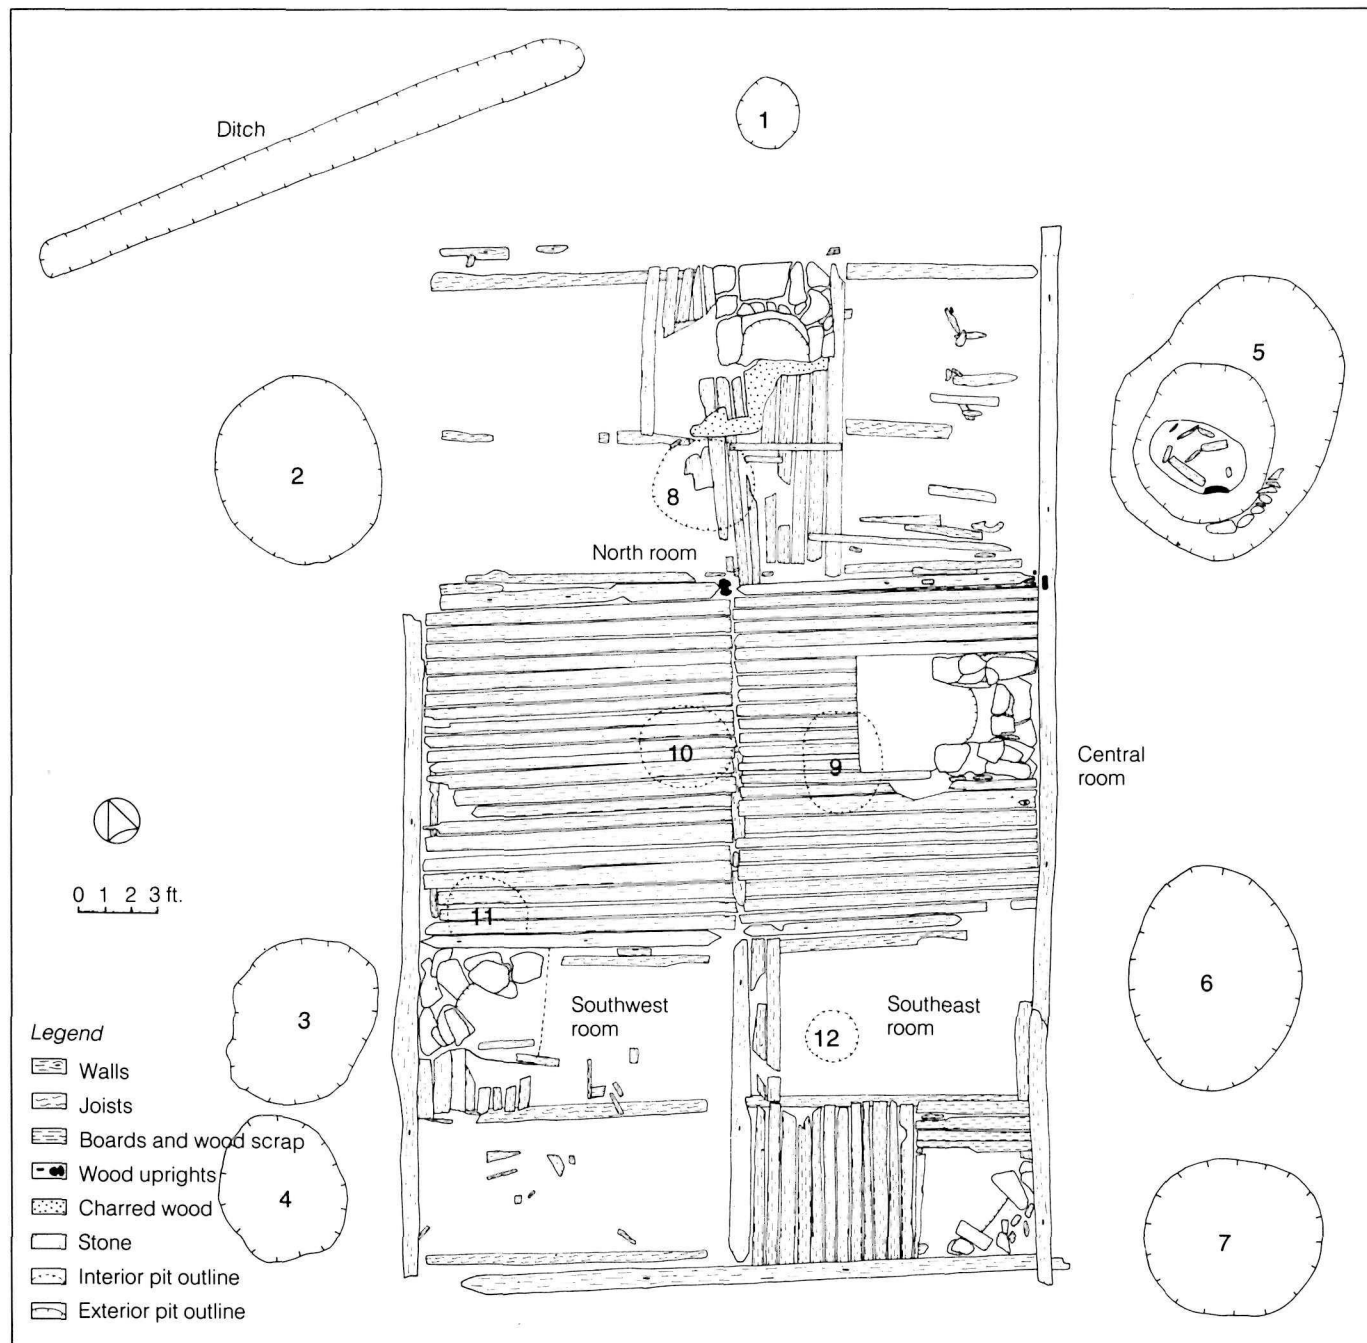 Ditch
1
5
2
8
North room
10
9
Central
room
0 1 2 3 ft.
11
Southwest
room
Southeast
room
12
6
3
Legend
Walls
Joists
Boards and wood scrap
Wood uprights
Charred wood
Stone
Interior pit outline
Exterior pit outline
4
7